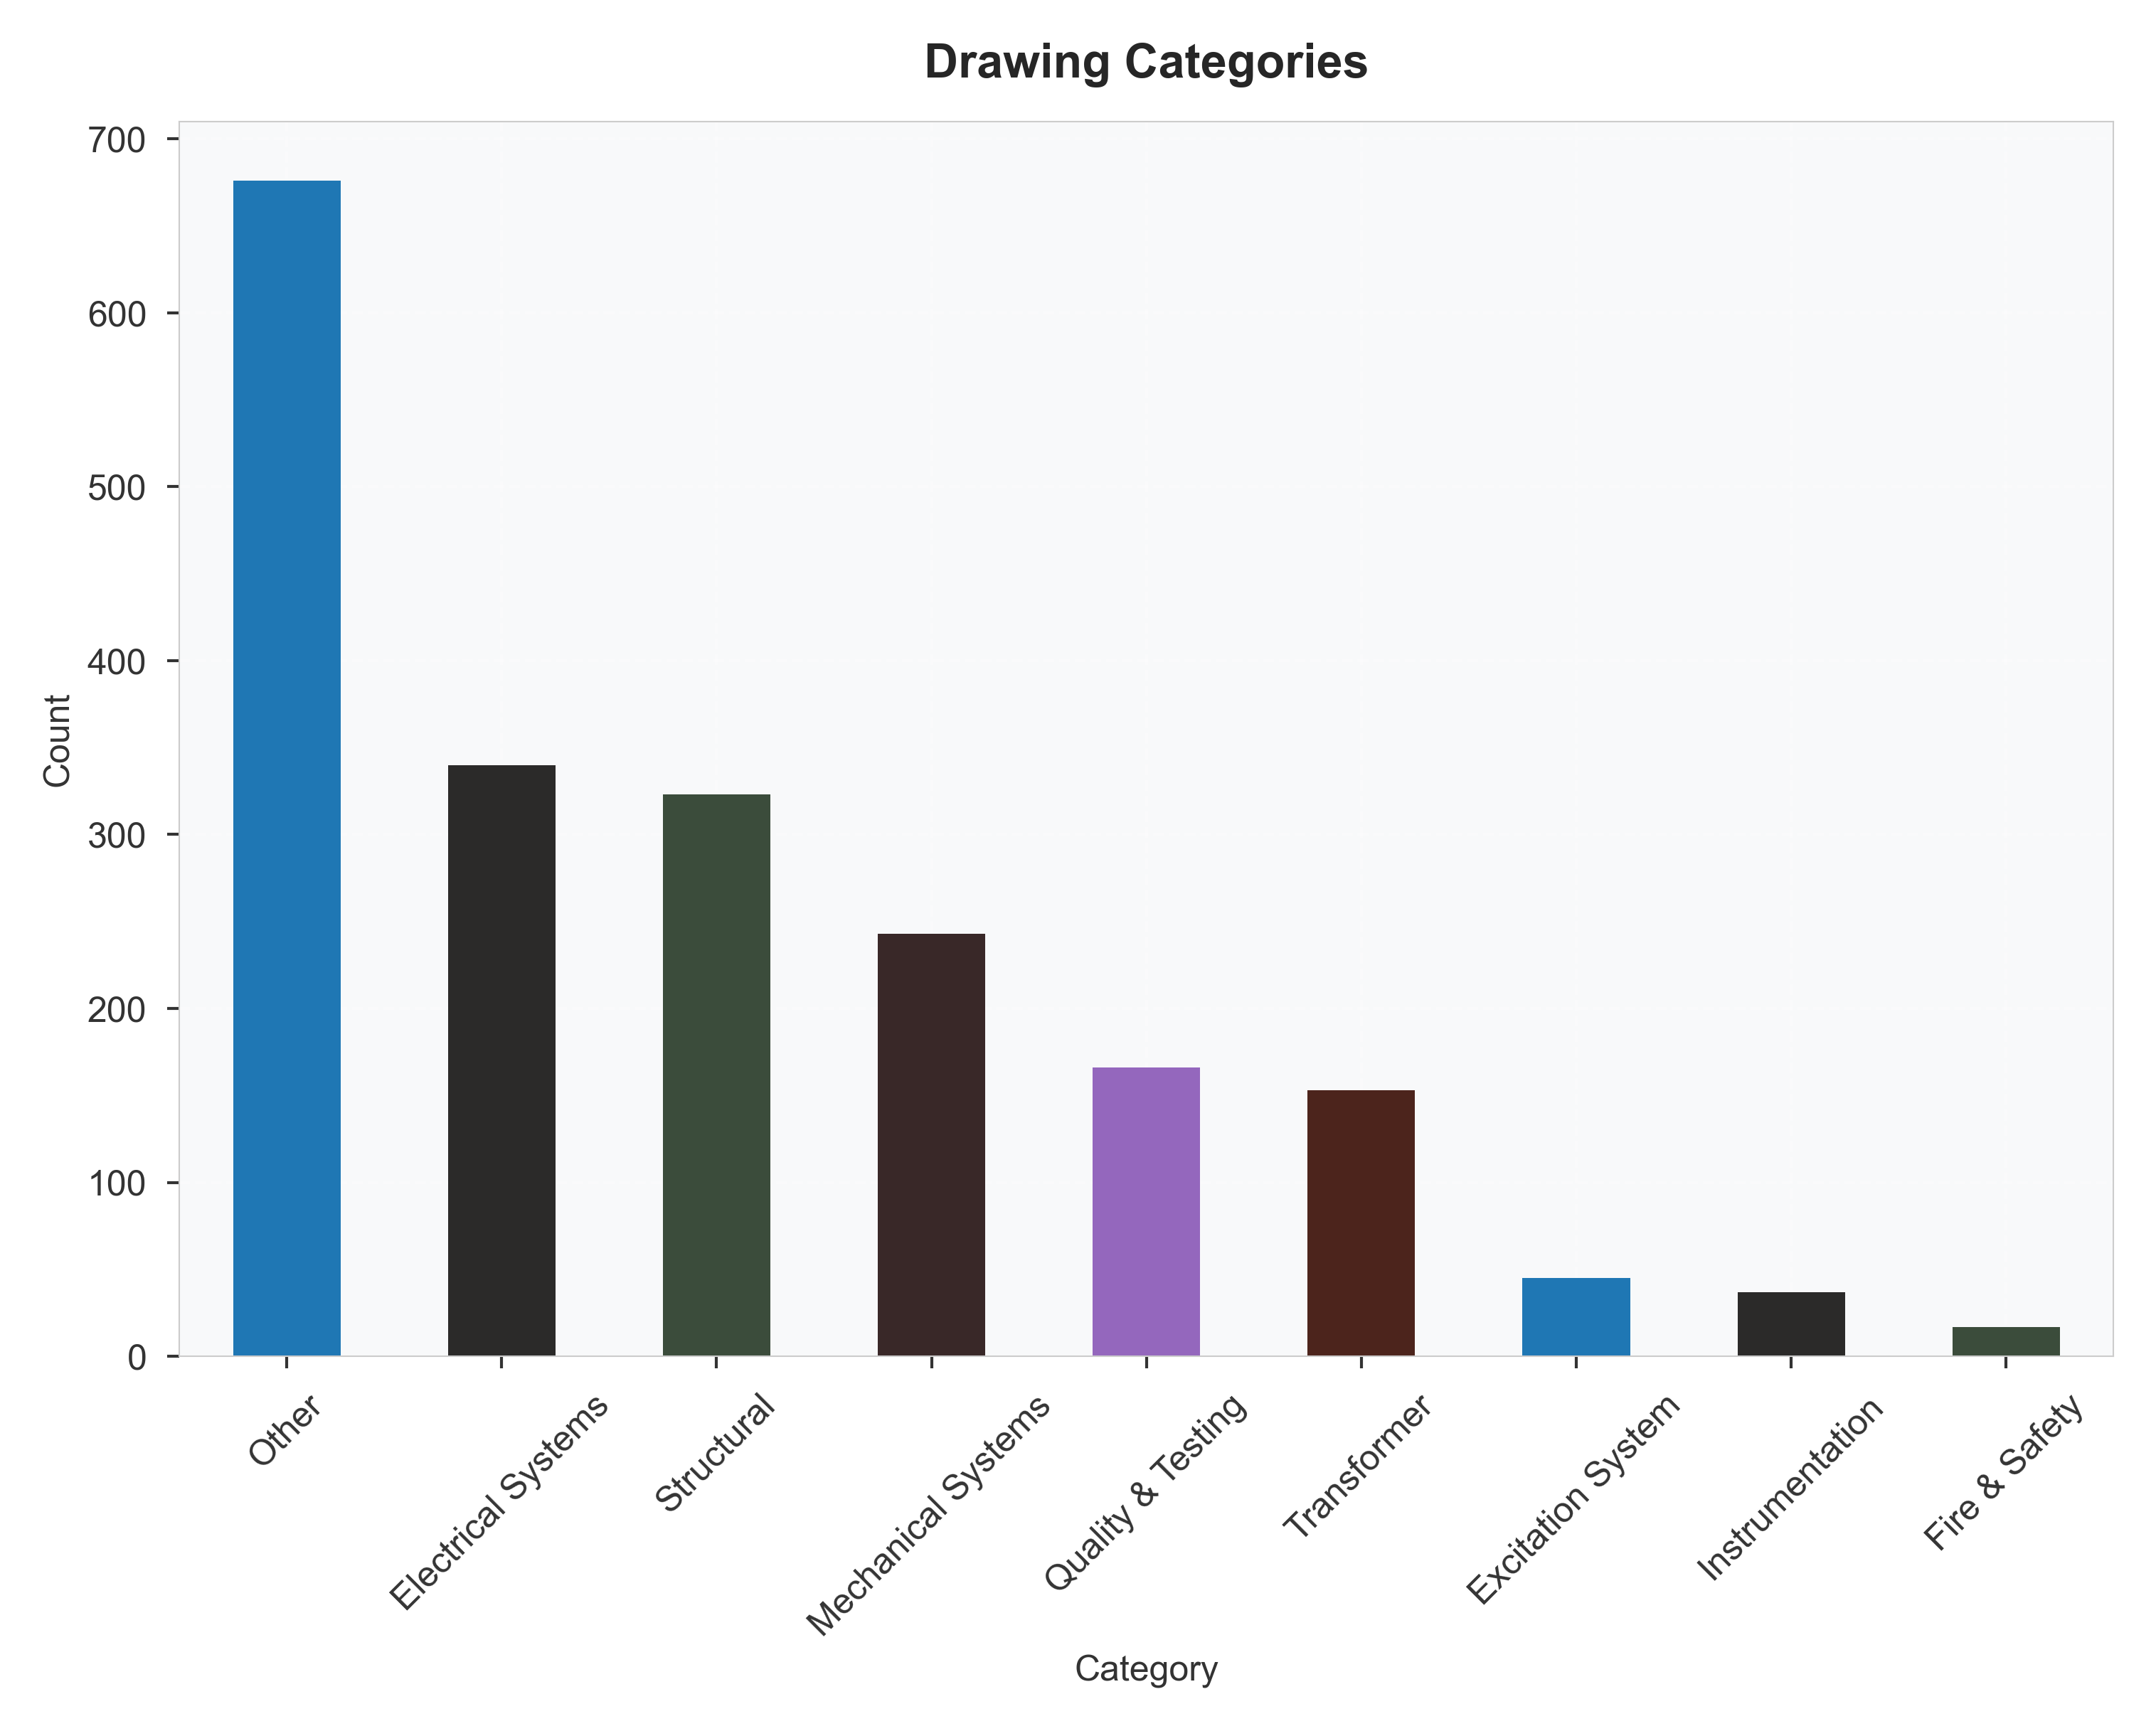 Drawing Categories
700
600
500
400
300
200
100
0
Count
Other
Electrical Systems
Structural
Mechanical Systems
Quality & Testing
Transformer
Excitation System
Instrumentation
Fire & Safety
Category